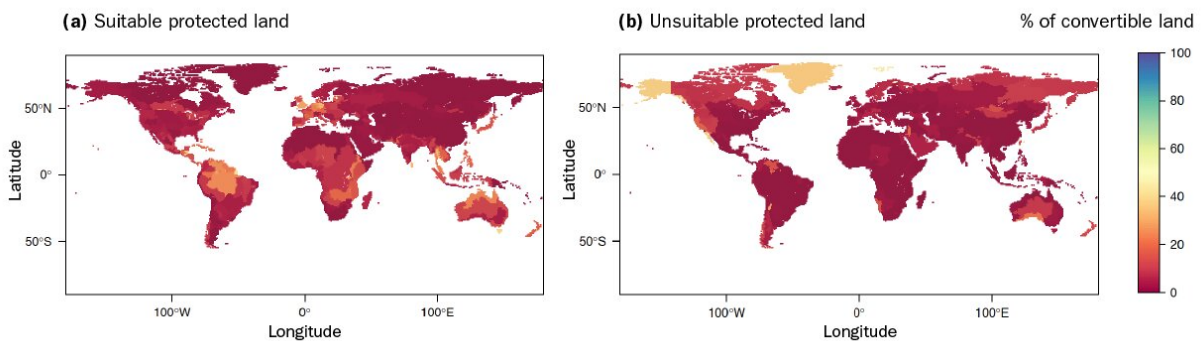 (a) Suitable protected land
(b) Unsuitable protected land
% of convertible land
Latitude
50°N
0°
50°S
100°W
0°
100°E
Longitude
Latitude
50°N
0°
50°S
100°W
0°
100°E
Longitude
100
80
60
40
20
0